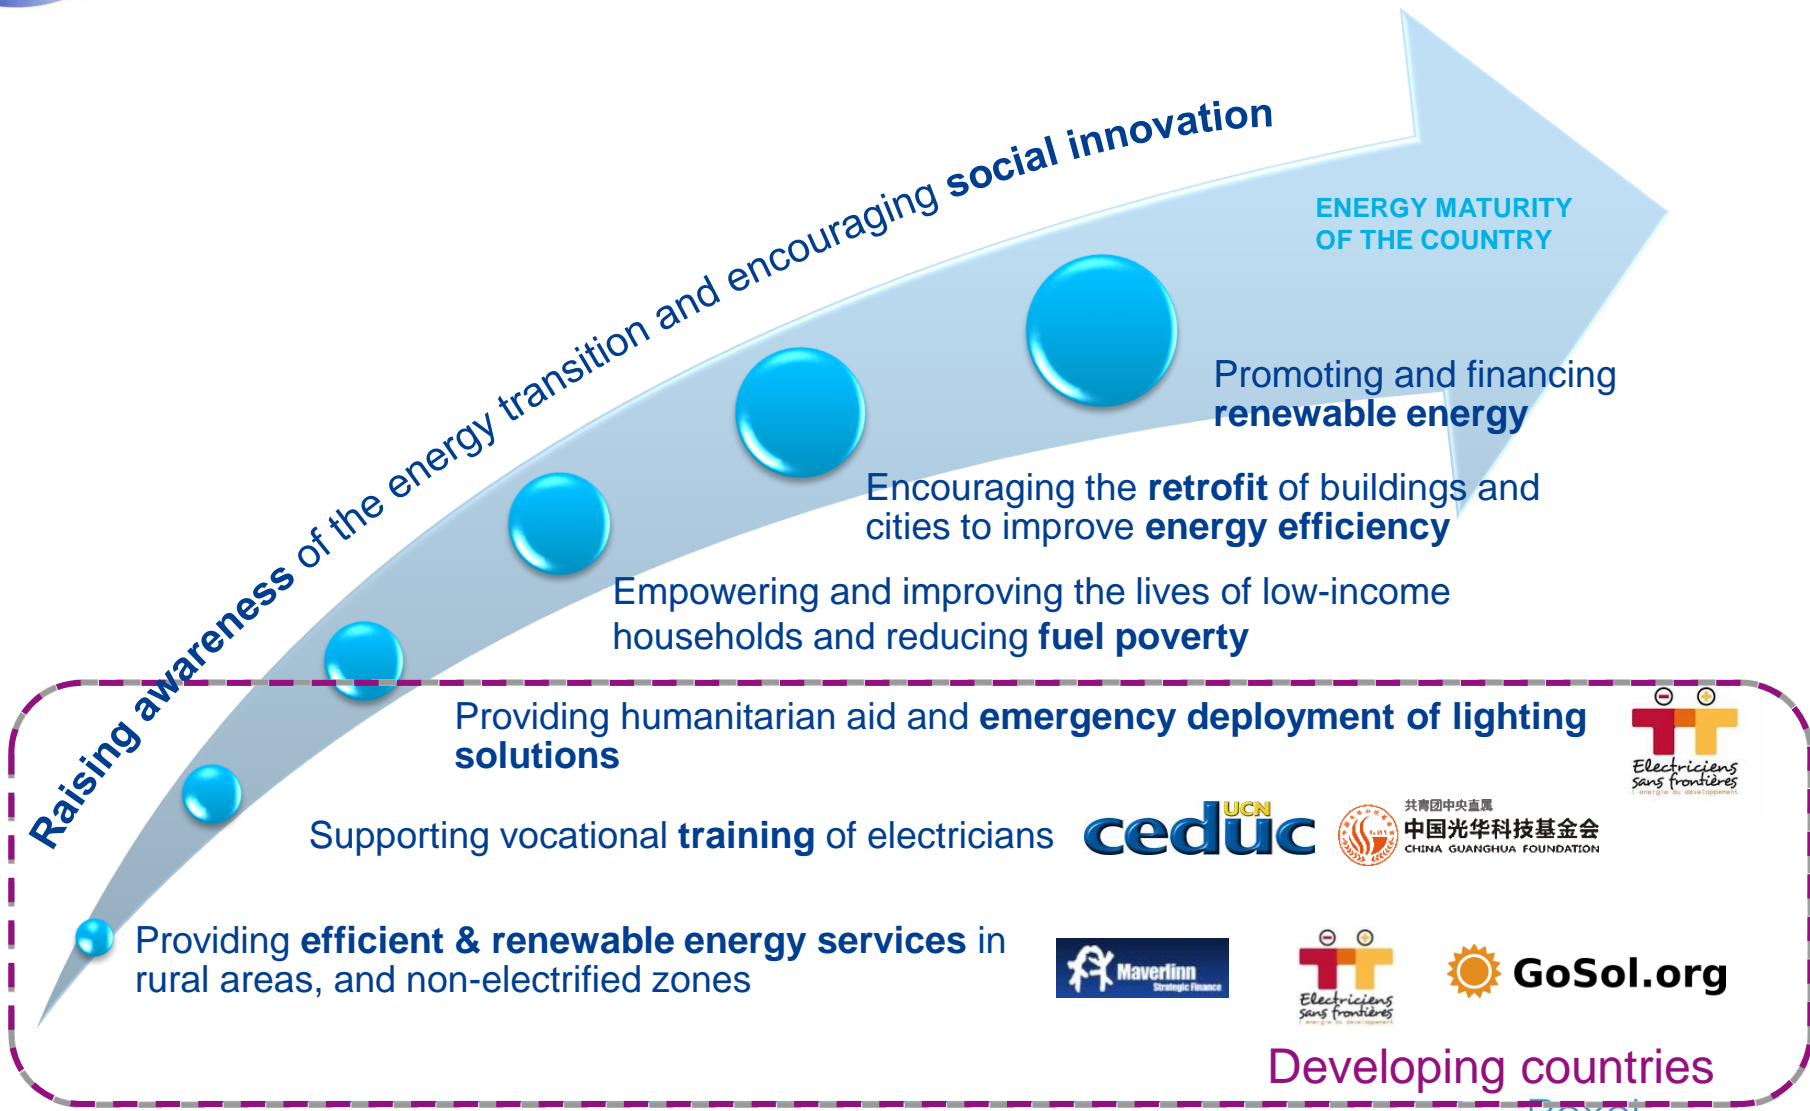 Raising awareness of the energy transition and encouraging social innovation
ENERGY MATURITY
OF THE COUNTRY
Promoting and financing
renewable energy
Encouraging the retrofit of buildings and
cities to improve energy efficiency
Empowering and improving the lives of low-income
households and reducing fuel poverty
Providing humanitarian aid and emergency deployment of lighting
solutions
Electriciens
sans frontières
Supporting vocational training of electricians
UCN
ceduc
共青团中央直属
中国光华科技基金会
CHINA GUANGHUA FOUNDATION
Providing efficient & renewable energy services in
rural areas, and non-electrified zones
Maverlinn
Strategic Finance
Electriciens
sans frontières
GoSol.org
Developing countries